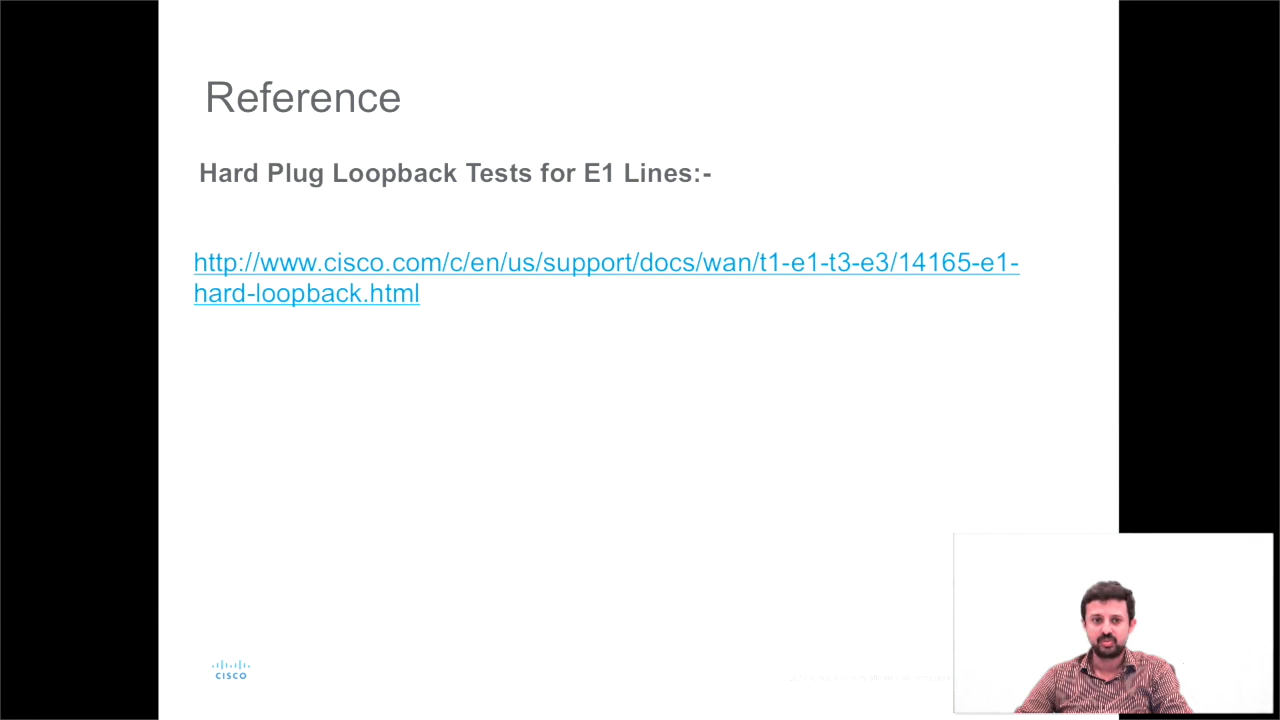 Reference
Hard Plug Loopback Tests for E1 Lines:-
http://www.cisco.com/c/en/us/support/docs/wan/t1-e1-t3-e3/14165-e1-
hard-loopback.html
CISCO